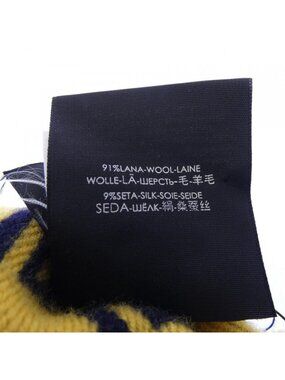 91%LANA-WOOL-LAINE
WOLLE-LÃ-ШЕРСТЬ-毛-羊毛
9%SETA-SILK-SOIE-SEIDE
SEDA-ШЁЛК-絹-桑蚕丝